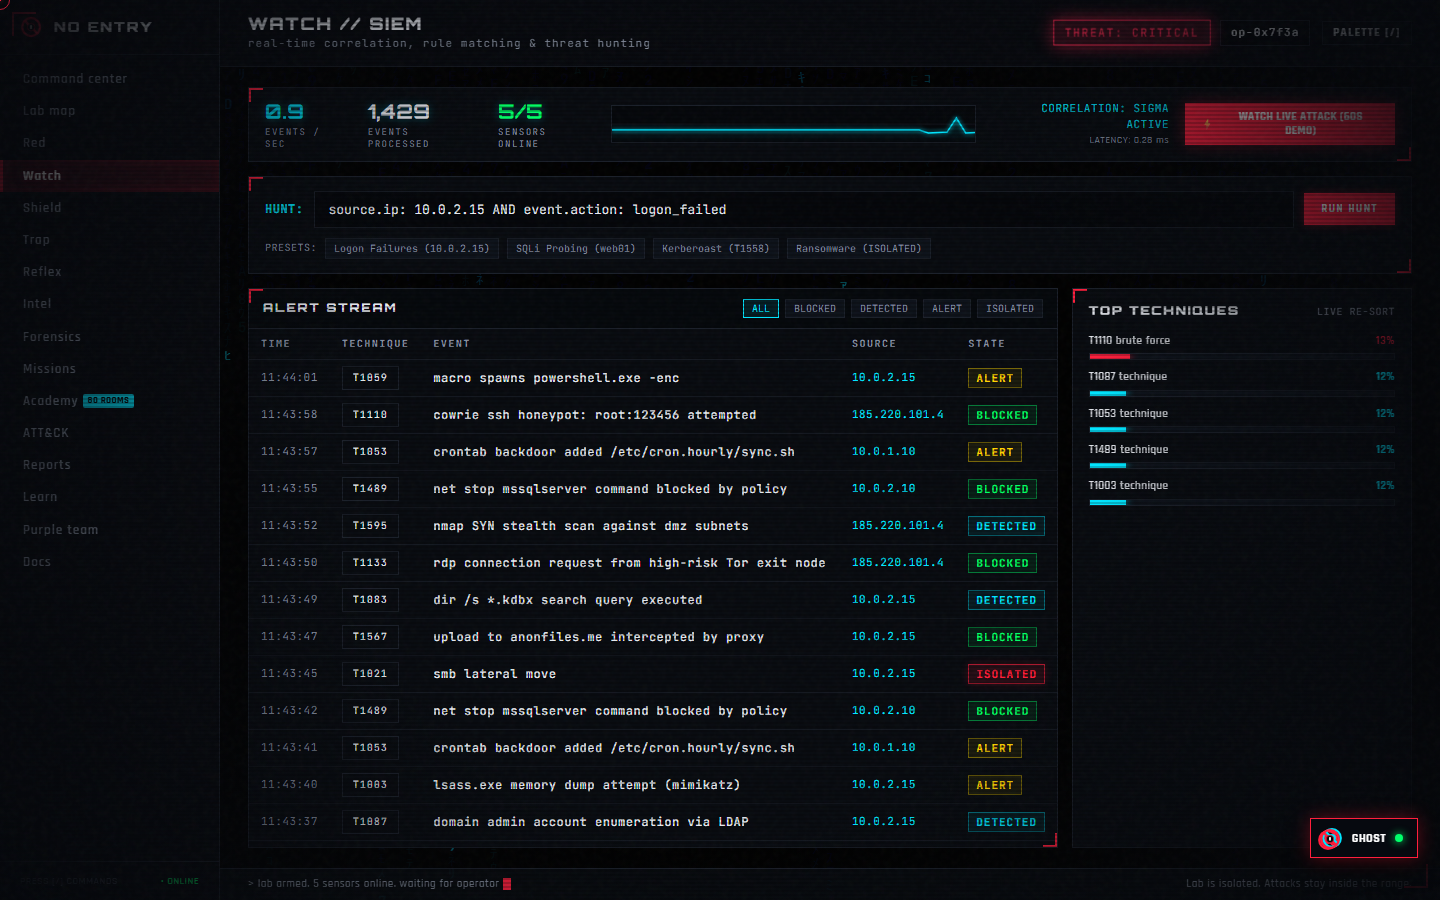 NO ENTRY
Command center
Lab map
Red
Watch
Shield
Trap
Reflex
Intel
Forensics
Missions
Academy 80 ROOMS
ATT&CK
Reports
Learn
Purple team
Docs
• ONLINE
WATCH // SIEM
real-time correlation, rule matching & threat hunting
THREAT: CRITICAL
op-0x7f3a
PALETTE [/]
0.9
EVENTS /
SEC
1,429
EVENTS
PROCESSED
5/5
SENSORS
ONLINE
CORRELATION: SIGMA
ACTIVE
LATENCY: 0.28 ms
WATCH LIVE ATTACK (60S
DEMO)
HUNT: source.ip: 10.0.2.15 AND event.action: logon_failed
RUN HUNT
PRESETS: Logon Failures (10.0.2.15) SQLi Probing (web01) Kerberoast (T1558) Ransomware (ISOLATED)
ALERT STREAM
ALL BLOCKED DETECTED ALERT ISOLATED
TIME TECHNIQUE EVENT SOURCE STATE
11:44:01 T1059 macro spawns powershell.exe -enc 10.0.2.15 ALERT
11:43:58 T1110 cowrie ssh honeypot: root:123456 attempted 185.220.101.4 BLOCKED
11:43:57 T1053 crontab backdoor added /etc/cron.hourly/sync.sh 10.0.1.10 ALERT
11:43:55 T1489 net stop mssqlserver command blocked by policy 10.0.2.10 BLOCKED
11:43:52 T1595 nmap SYN stealth scan against dmz subnets 185.220.101.4 DETECTED
11:43:50 T1133 rdp connection request from high-risk Tor exit node 185.220.101.4 BLOCKED
11:43:49 T1083 dir /s *.kdbx search query executed 10.0.2.15 DETECTED
11:43:47 T1567 upload to anonfiles.me intercepted by proxy 10.0.2.15 BLOCKED
11:43:45 T1021 smb lateral move 10.0.2.15 ISOLATED
11:43:42 T1489 net stop mssqlserver command blocked by policy 10.0.2.10 BLOCKED
11:43:41 T1053 crontab backdoor added /etc/cron.hourly/sync.sh 10.0.1.10 ALERT
11:43:40 T1003 lsass.exe memory dump attempt (mimikatz) 10.0.2.15 ALERT
11:43:37 T1087 domain admin account enumeration via LDAP 10.0.2.15 DETECTED
TOP TECHNIQUES
LIVE RE-SORT
T1110 brute force 13%
T1087 technique 12%
T1053 technique 12%
T1489 technique 12%
T1003 technique 12%
GHOST
> lab armed. 5 sensors online. waiting for operator
Lab is isolated. Attacks stay inside the range.